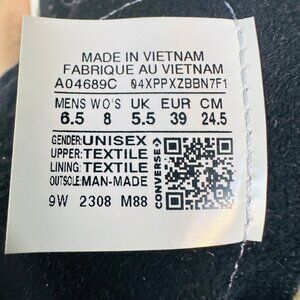 MADE IN VIETNAM
FABRIQUE AU VIETNAM
A04689C 04XPPXZBBN7F1
MENS WO'S UK EUR CM
6.5 8 5.5 39 24.5
GENDER: UNISEX
UPPER: TEXTILE
LINING: TEXTILE
OUTSOLE: MAN-MADE
CONVERSE
9W 2308 M88